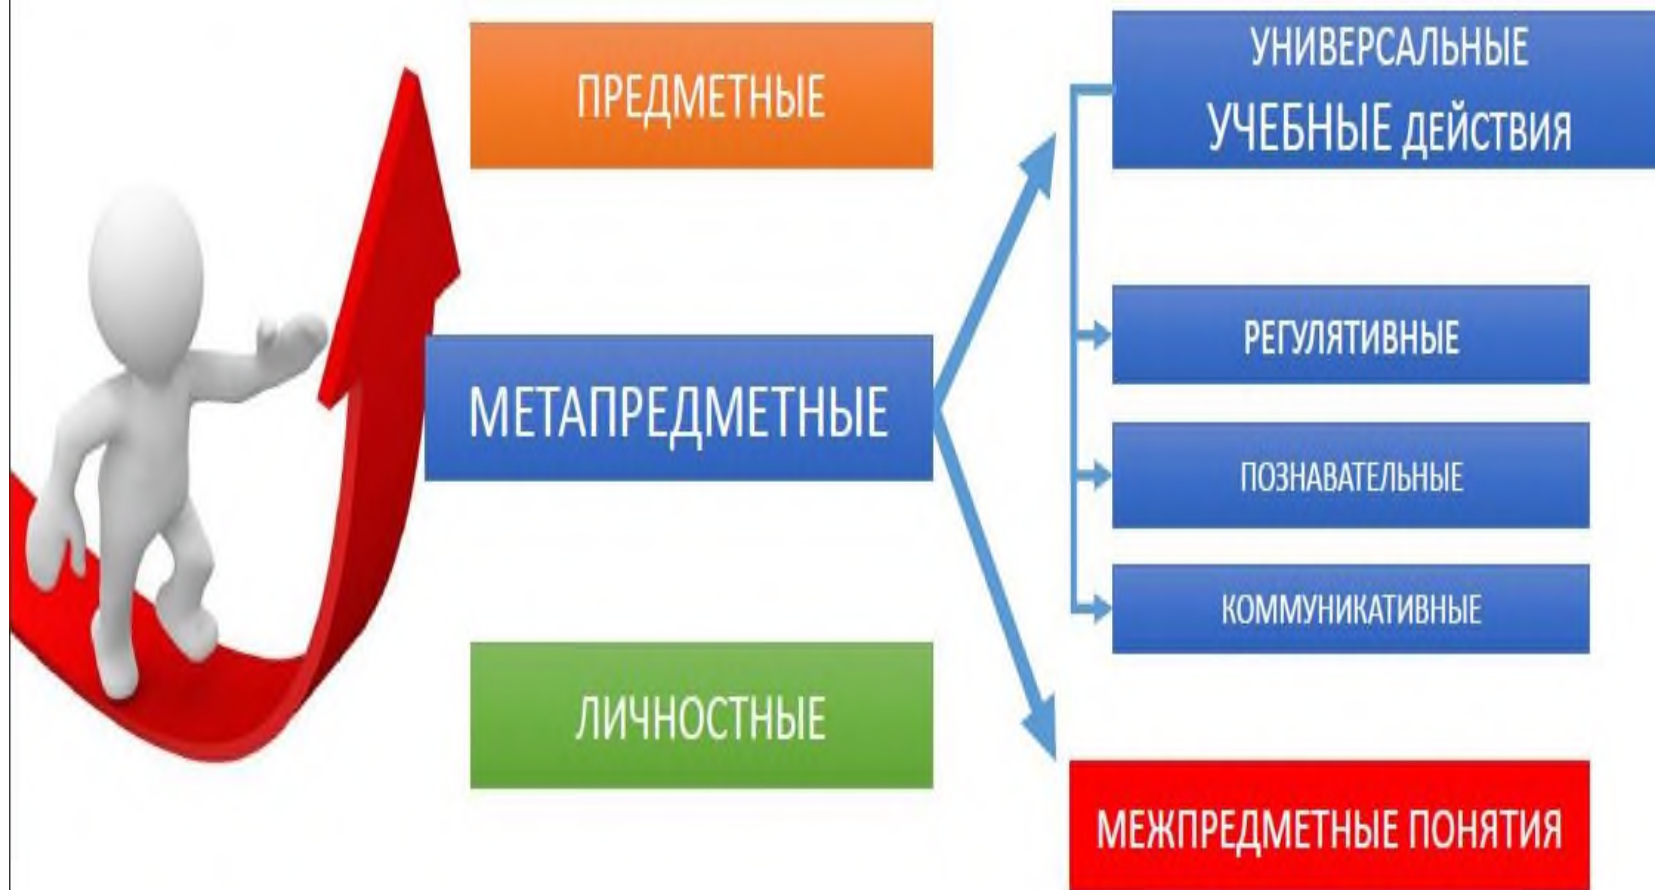 ПРЕДМЕТНЫЕ
МЕТАПРЕДМЕТНЫЕ
ЛИЧНОСТНЫЕ
УНИВЕРСАЛЬНЫЕ
УЧЕБНЫЕ ДЕЙСТВИЯ
РЕГУЛЯТИВНЫЕ
ПОЗНАВАТЕЛЬНЫЕ
КОММУНИКАТИВНЫЕ
МЕЖПРЕДМЕТНЫЕ ПОНЯТИЯ